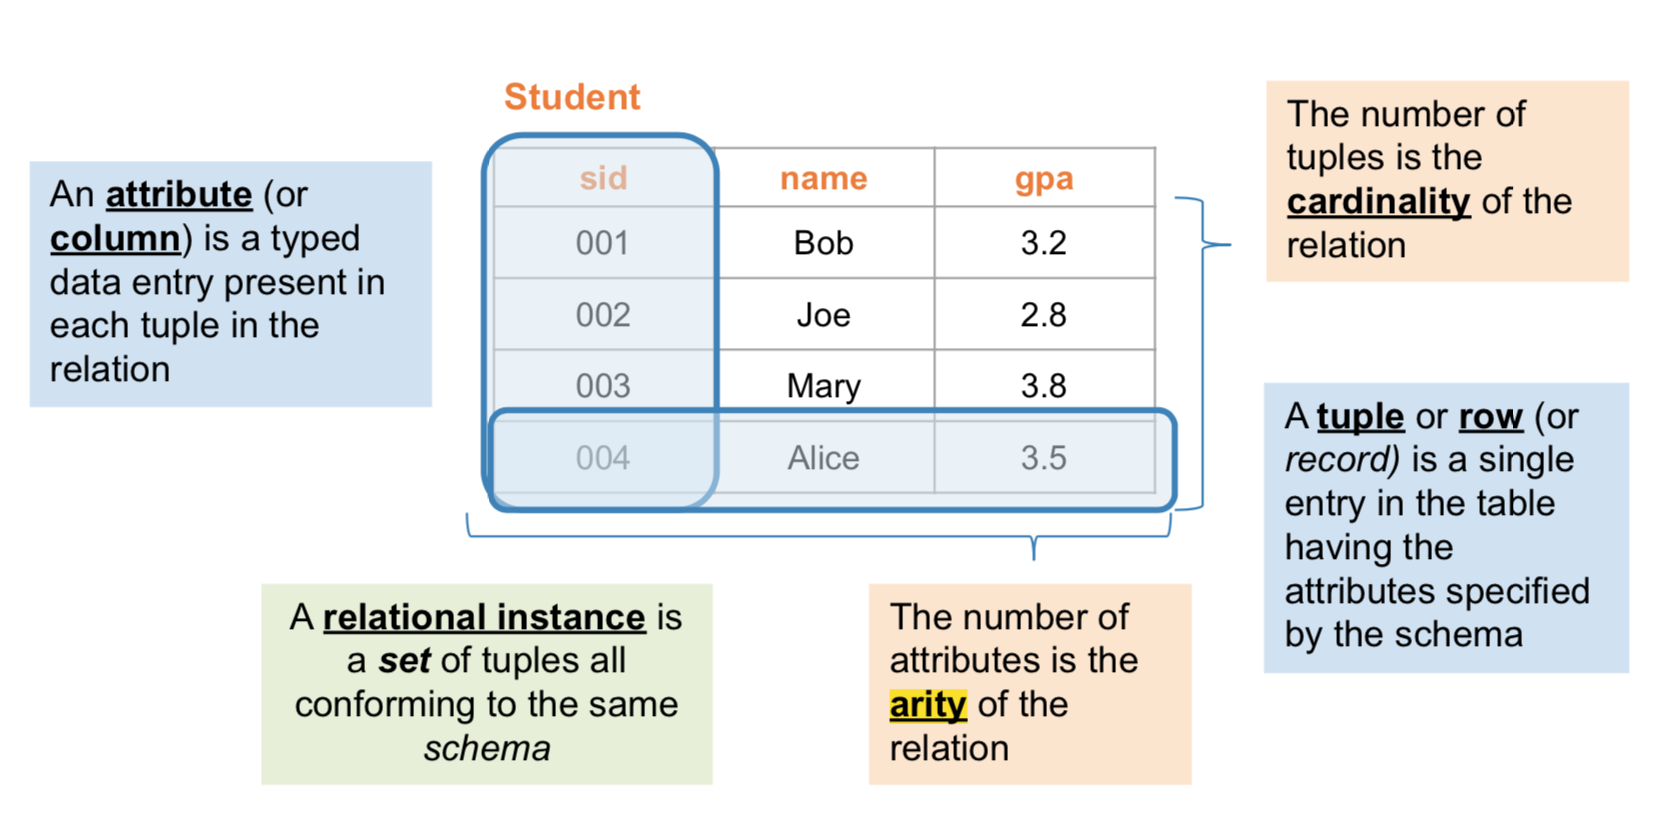 Student
sid name gpa
001 Bob 3.2
002 Joe 2.8
003 Mary 3.8
004 Alice 3.5
An attribute (or
column) is a typed
data entry present in
each tuple in the
relation
The number of
tuples is the
cardinality of the
relation
A tuple or row (or
record) is a single
entry in the table
having the
attributes specified
by the schema
A relational instance is
a set of tuples all
conforming to the same
schema
The number of
attributes is the
arity of the
relation